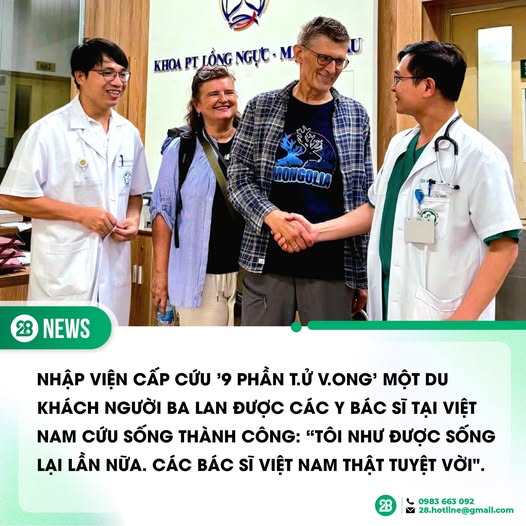 KHOA PT LỒNG NGỰC
MONGOLIA
28 NEWS
NHẬP VIỆN CẤP CỨU '9 PHẦN T.Ử V.ONG' MỘT DU
KHÁCH NGƯỜI BA LAN ĐƯỢC CÁC Y BÁC SĨ TẠI VIỆT
NAM CỨU SỐNG THÀNH CÔNG: “TÔI NHƯ ĐƯỢC SỐNG
LẠI LẦN NỮA. CÁC BÁC SĨ VIỆT NAM THẬT TUYỆT VỜI".
28
0983 663 092
28.hotline@gmail.com